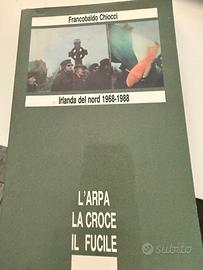 Francobaldo Chiocci
Irlanda del nord 1968-1988
L'ARPA
LA CROCE
IL FUCILE
subito